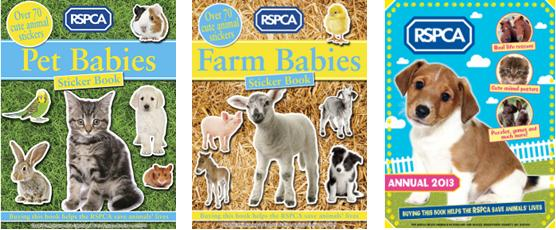 Over 70
cute animal
stickers
RSPCA
Pet Babies
Sticker Book
Buying this book helps the RSPCA save animals' lives
Over 70
cute animal
stickers
RSPCA
Farm Babies
Sticker Book
Buying this book helps the RSPCA save animals' lives
RSPCA
Real life rescues
Cute animal posters
Puzzles, games and
much more!
ANNUAL 2013
BUYING THIS BOOK HELPS THE RSPCA SAVE ANIMALS' LIVES